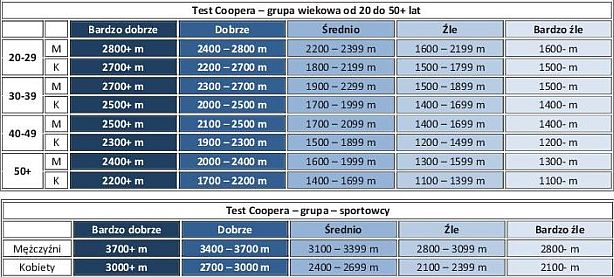 Test Coopera – grupa wiekowa od 20 do 50+ lat
Bardzo dobrze Dobrze Średnio Źle Bardzo źle
20-29 M 2800+ m 2400 – 2800 m 2200 – 2399 m 1600 – 2199 m 1600- m
K 2700+ m 2200 – 2700 m 1800 – 2199 m 1500 – 1799 m 1500- m
30-39 M 2700+ m 2300 – 2700 m 1900 – 2299 m 1500 – 1899 m 1500- m
K 2500+ m 2000 – 2500 m 1700 – 1999 m 1400 – 1699 m 1400- m
40-49 M 2500+ m 2100 – 2500 m 1700 – 2099 m 1400 – 1699 m 1400- m
K 2300+ m 1900 – 2300 m 1500 – 1899 m 1200 – 1499 m 1200- m
50+ M 2400+ m 2000 – 2400 m 1600 – 1999 m 1300 – 1599 m 1300- m
K 2200+ m 1700 – 2200 m 1400 – 1699 m 1100 – 1399 m 1100- m
Test Coopera – grupa – sportowcy
Bardzo dobrze Dobrze Średnio Źle Bardzo źle
Mężczyźni 3700+ m 3400 – 3700 m 3100 – 3399 m 2800 – 3099 m 2800- m
Kobiety 3000+ m 2700 – 3000 m 2400 – 2699 m 2100 – 2399 m 2100- m